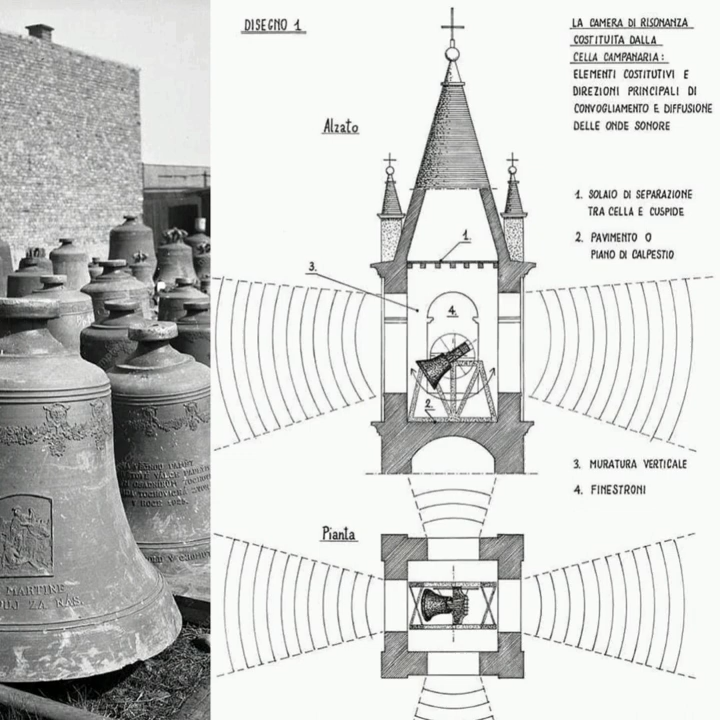 DISEGNO 1
LA CAMERA DI RISONANZA
COSTITUITA DALLA
CELLA CAMPANARIA:
ELEMENTI COSTITUTIVI E
DIREZIONI PRINCIPALI DI
CONVOGLIAMENTO E DIFFUSIONE
DELLE ONDE SONORE
Alzato
1. SOLAIO DI SEPARAZIONE
TRA CELLA E CUSPIDE
2. PAVIMENTO O
PIANO DI CALPESTIO
1.
3.
4.
2
3. MURATURA VERTICALE
4. FINESTRONI
Pianta
MARTINE
ZA NÁS.